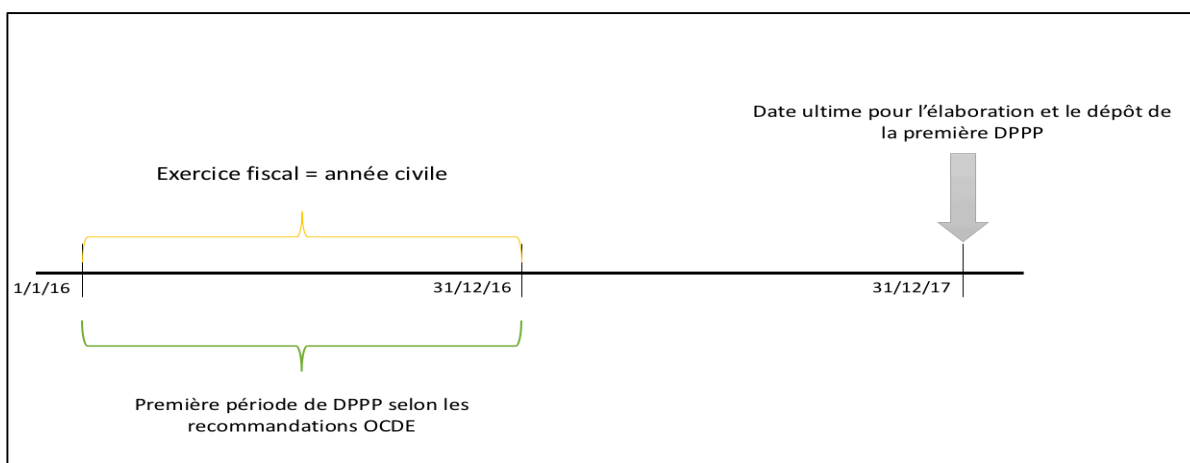 Date ultime pour l'élaboration et le dépôt de
la première DPPP
Exercice fiscal = année civile
1/1/16
31/12/16
31/12/17
Première période de DPPP selon les
recommandations OCDE